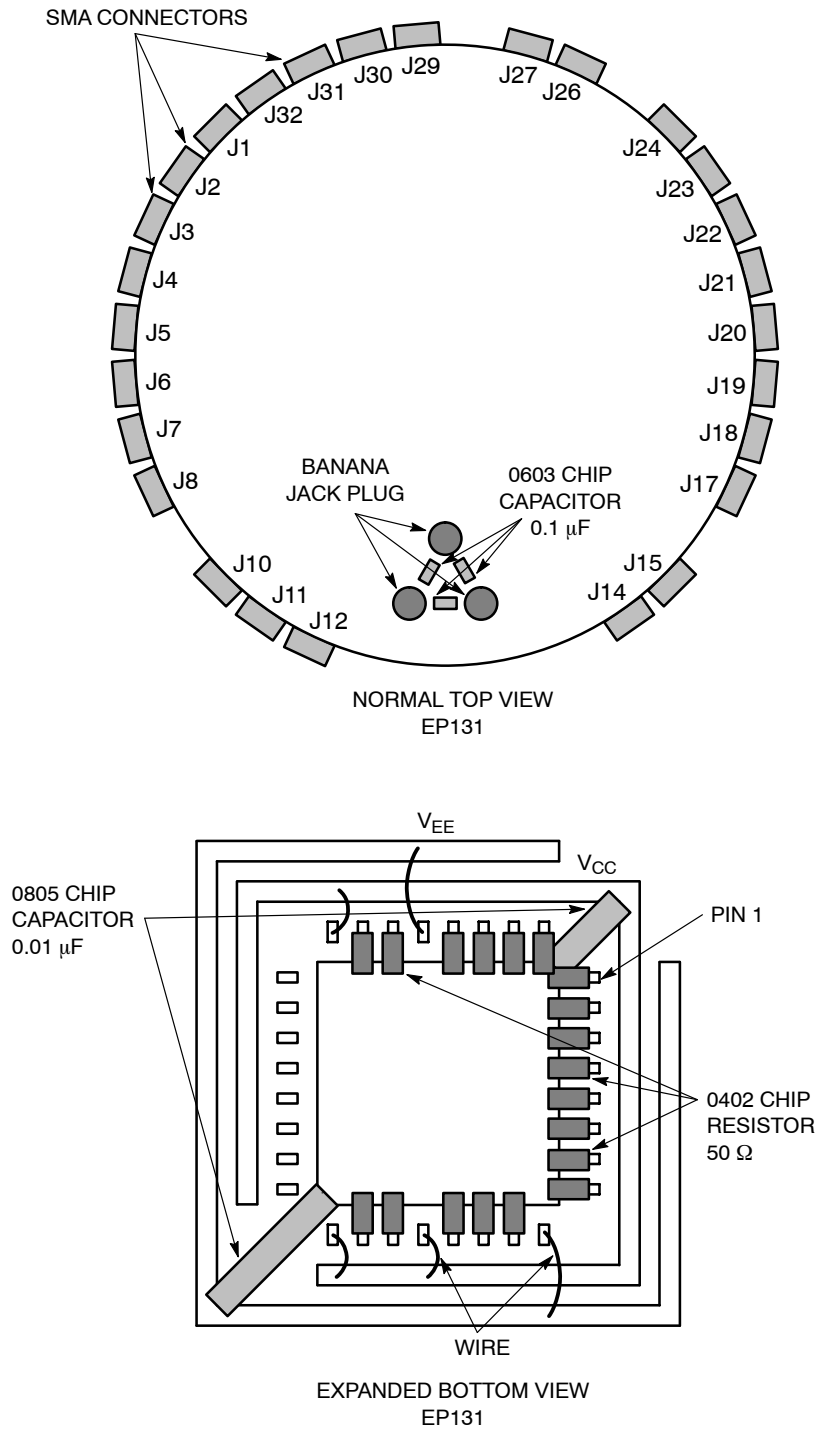 SMA CONNECTORS
J29
J30
J31
J32
J1
J2
J3
J4
J5
J6
J7
J8
J10
J11
J12
J27
J26
J24
J23
J22
J21
J20
J19
J18
J17
J15
J14
BANANA
JACK PLUG
0603 CHIP
CAPACITOR
0.1 μF
NORMAL TOP VIEW
EP131
VEE
VCC
0805 CHIP
CAPACITOR
0.01 μF
PIN 1
0402 CHIP
RESISTOR
50 Ω
WIRE
EXPANDED BOTTOM VIEW
EP131